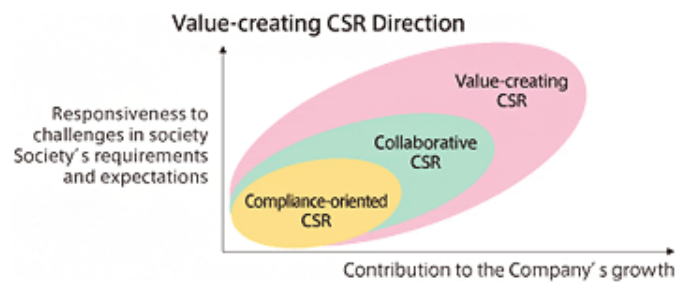 Value-creating CSR Direction
Responsiveness to
challenges in society
Society's requirements
and expectations
Value-creating
CSR
Collaborative
CSR
Compliance-oriented
CSR
Contribution to the Company's growth